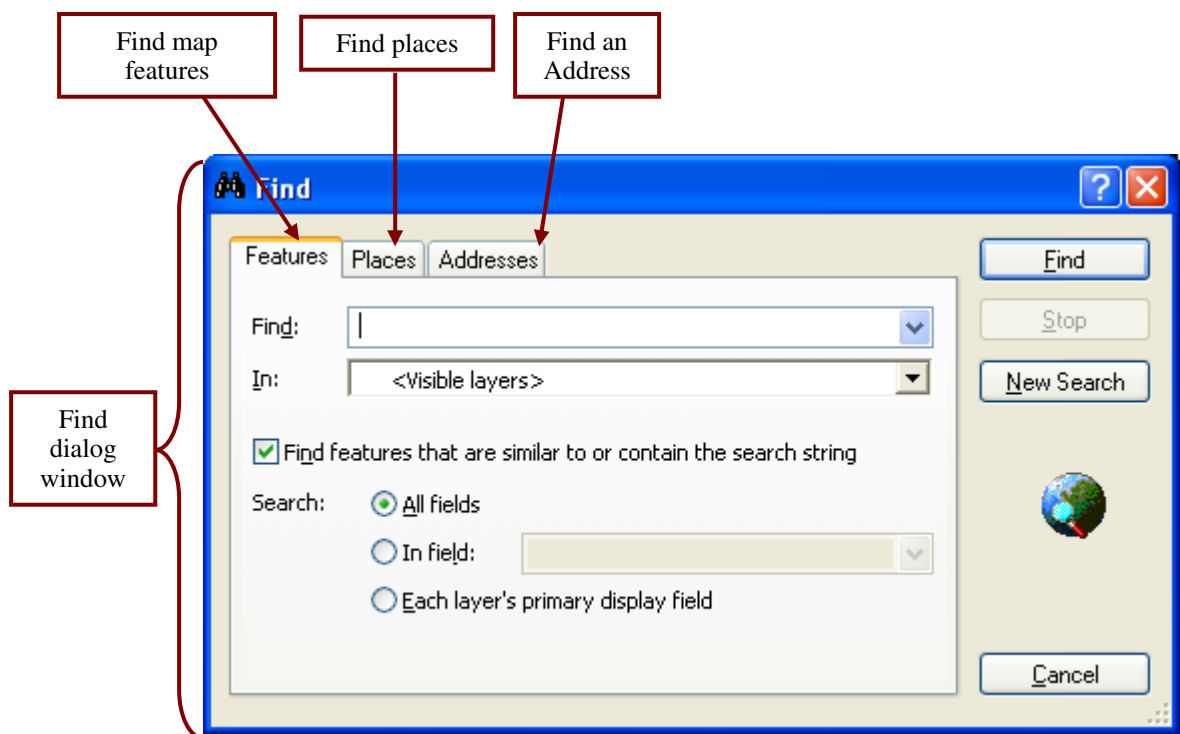 Find map
features
Find places
Find an
Address
Find
Features
Places
Addresses
Find
Find:
Stop
In:
<Visible layers>
New Search
Find
dialog
window
Find features that are similar to or contain the search string
Search:
All fields
In field:
Each layer's primary display field
Cancel